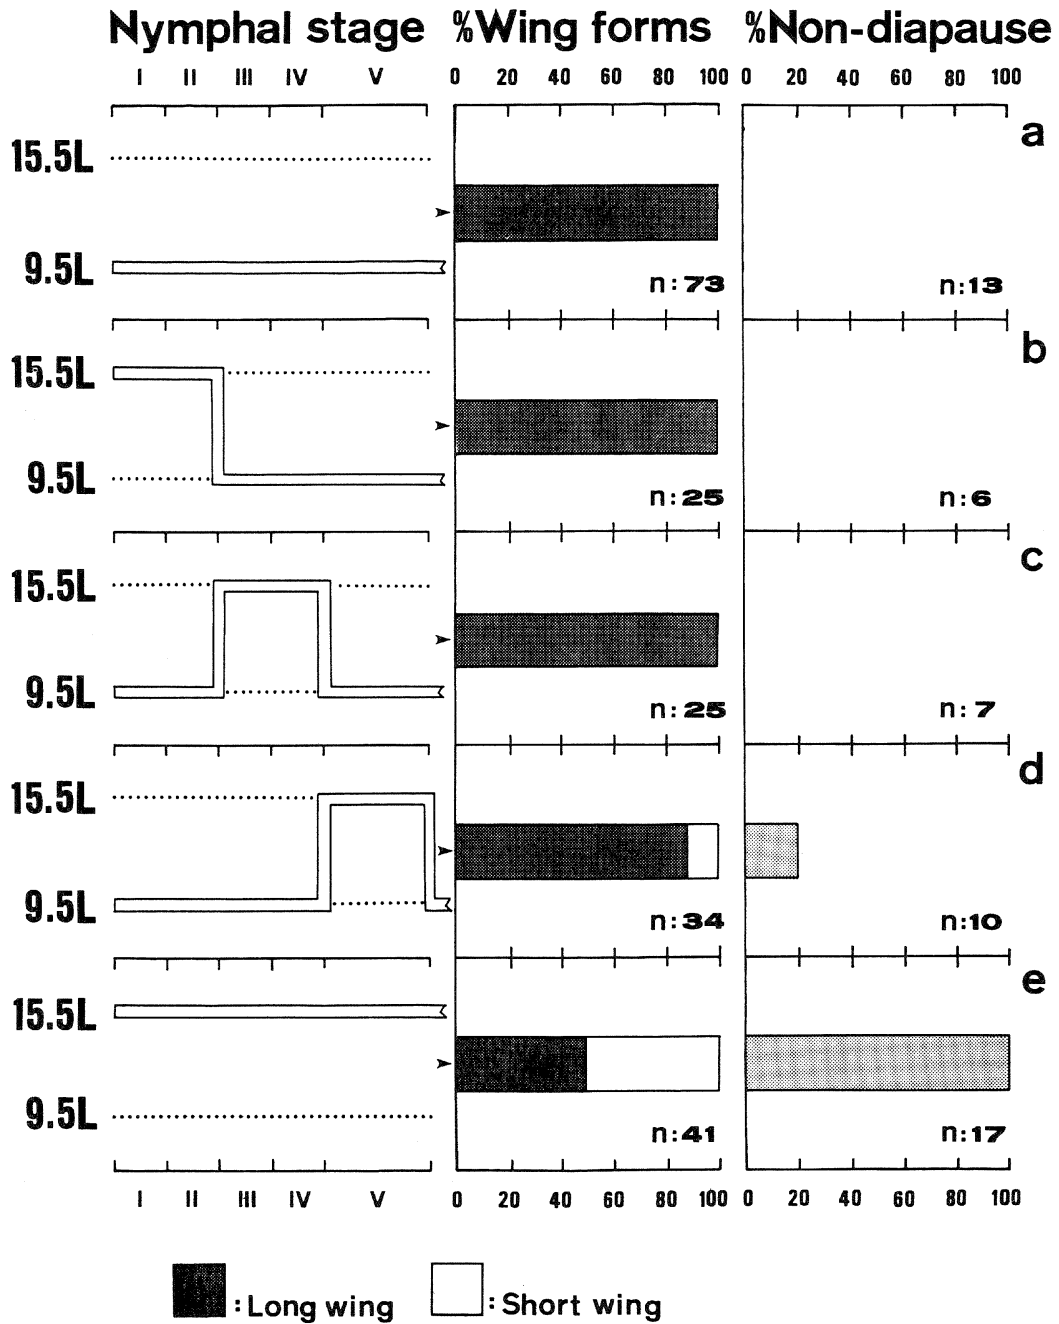 Nymphal stage %Wing forms %Non-diapause
I II III IV V 0 20 40 60 80 100 0 20 40 60 80 100
a
15.5L
9.5L
n:73 n:13
b
15.5L
9.5L
n:25 n:6
c
15.5L
9.5L
n:25 n:7
d
15.5L
9.5L
n:34 n:10
e
15.5L
9.5L
n:41 n:17
I II III IV V 0 20 40 60 80 100 0 20 40 60 80 100
:Long wing :Short wing